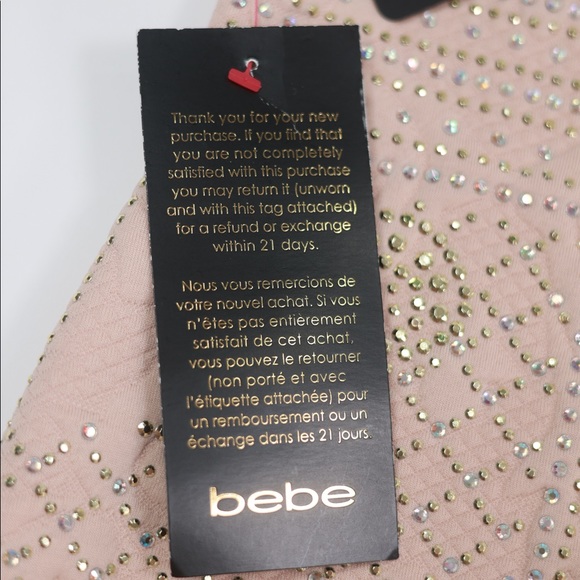 Thank you for your new
purchase. If you find that
you are not completely
satisfied with this purchase
you may return it (unworn
and with this tag attached)
for a refund or exchange
within 21 days.
Nous vous remercions de
votre nouvel achat. Si vous
n'êtes pas entièrement
satisfait de cet achat,
vous pouvez le retourner
(non porté et avec
l'étiquette attachée) pour
un remboursement ou un
échange dans les 21 jours.
bebe